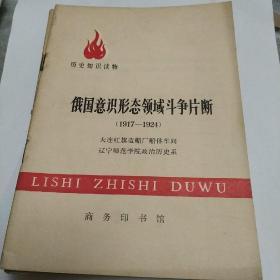 历史知识读物
俄国意识形态领域斗争片断
(1917—1924)
大连红旗造船厂船体车间
辽宁师范学院政治历史系
LISHI ZHISHI DUWU
商务印书馆